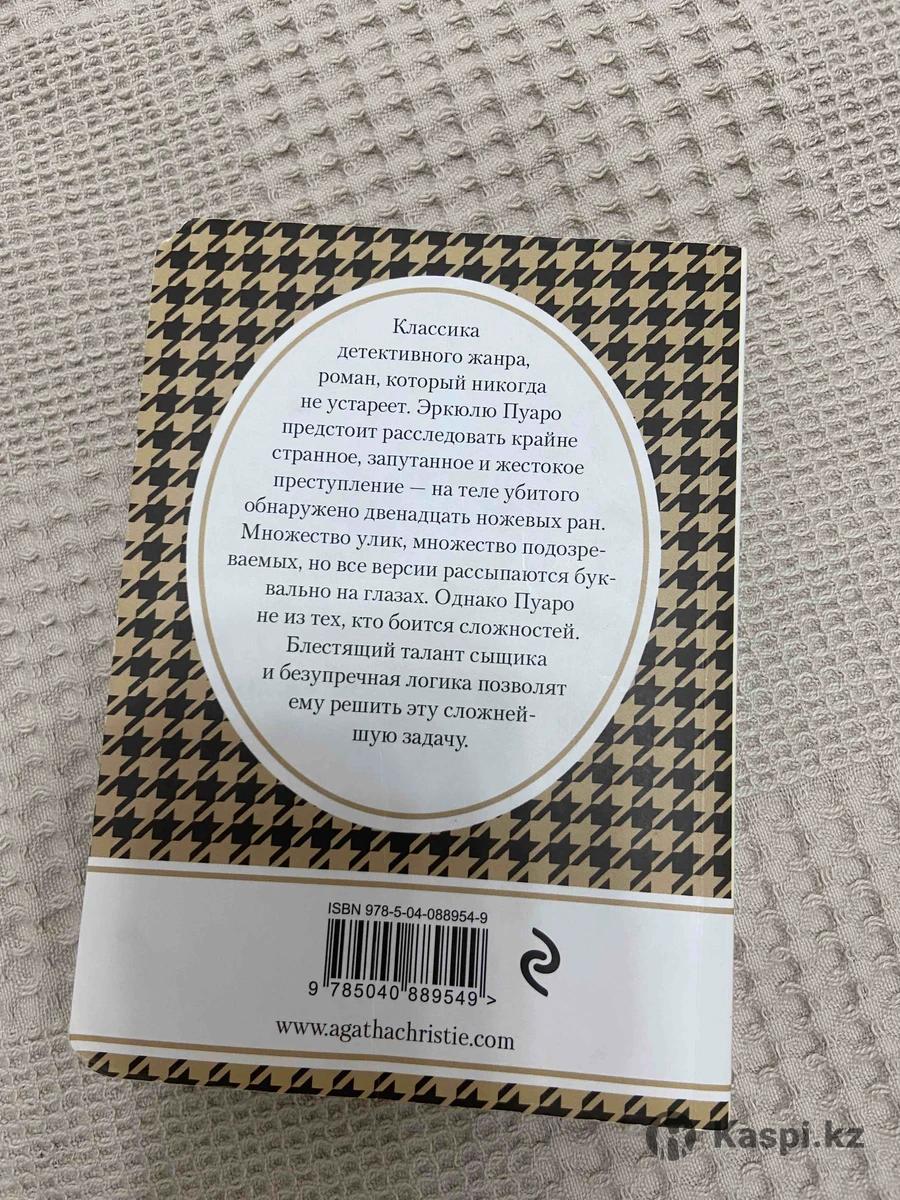 Классика
детективного жанра,
роман, который никогда
не устареет. Эркюлю Пуаро
предстоит расследовать крайне
странное, запутанное и жестокое
преступление — на теле убитого
обнаружено двенадцать ножевых ран.
Множество улик, множество подозре-
ваемых, но все версии рассыпаются бук-
вально на глазах. Однако Пуаро
не из тех, кто боится сложностей.
Блестящий талант сыщика
и безупречная логика позволят
ему решить эту сложней-
шую задачу.
ISBN 978-5-04-088954-9
9 785040 889549 >
www.agathachristie.com
Kaspi.kz